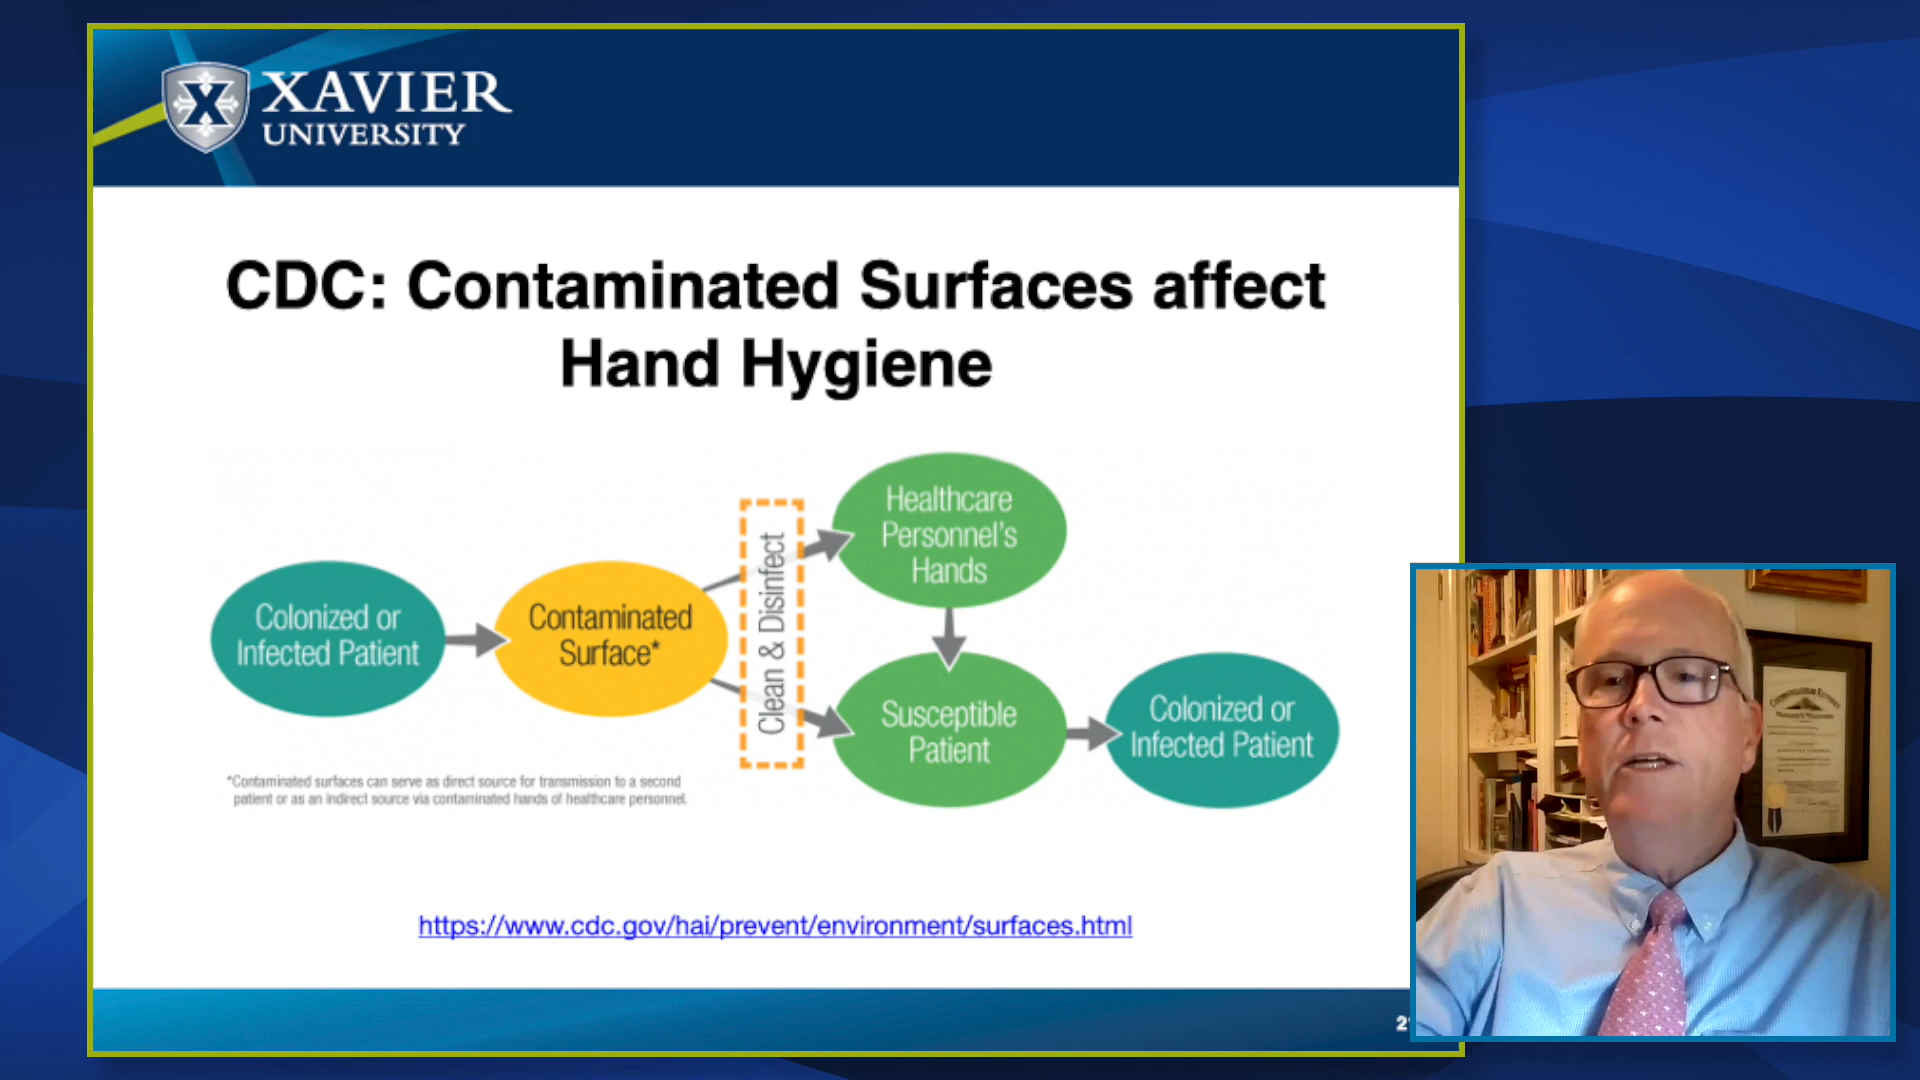 XAVIER
UNIVERSITY
CDC: Contaminated Surfaces affect
Hand Hygiene
Colonized or
Infected Patient
Contaminated
Surface*
Clean & Disinfect
Healthcare
Personnel's
Hands
Susceptible
Patient
Colonized or
Infected Patient
*Contaminated surfaces can serve as direct source for transmission to a second
patient or as an indirect source via contaminated hands of healthcare personnel.
https://www.cdc.gov/hai/prevent/environment/surfaces.html